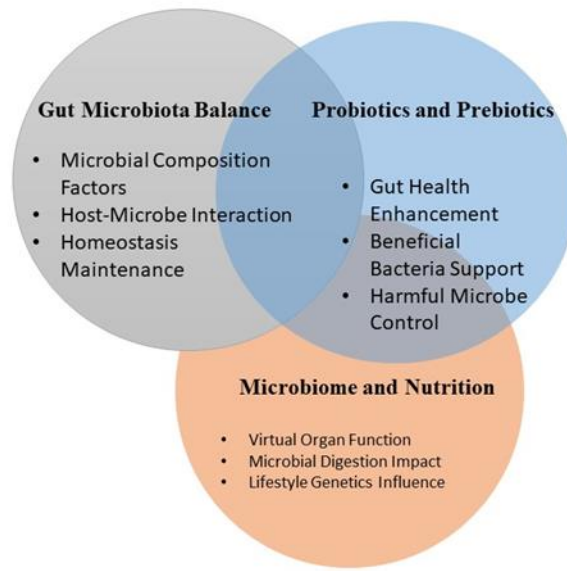 Gut Microbiota Balance
• Microbial Composition
Factors
• Host-Microbe Interaction
• Homeostasis
Maintenance
Probiotics and Prebiotics
• Gut Health
Enhancement
• Beneficial
Bacteria Support
• Harmful Microbe
Control
Microbiome and Nutrition
• Virtual Organ Function
• Microbial Digestion Impact
• Lifestyle Genetics Influence